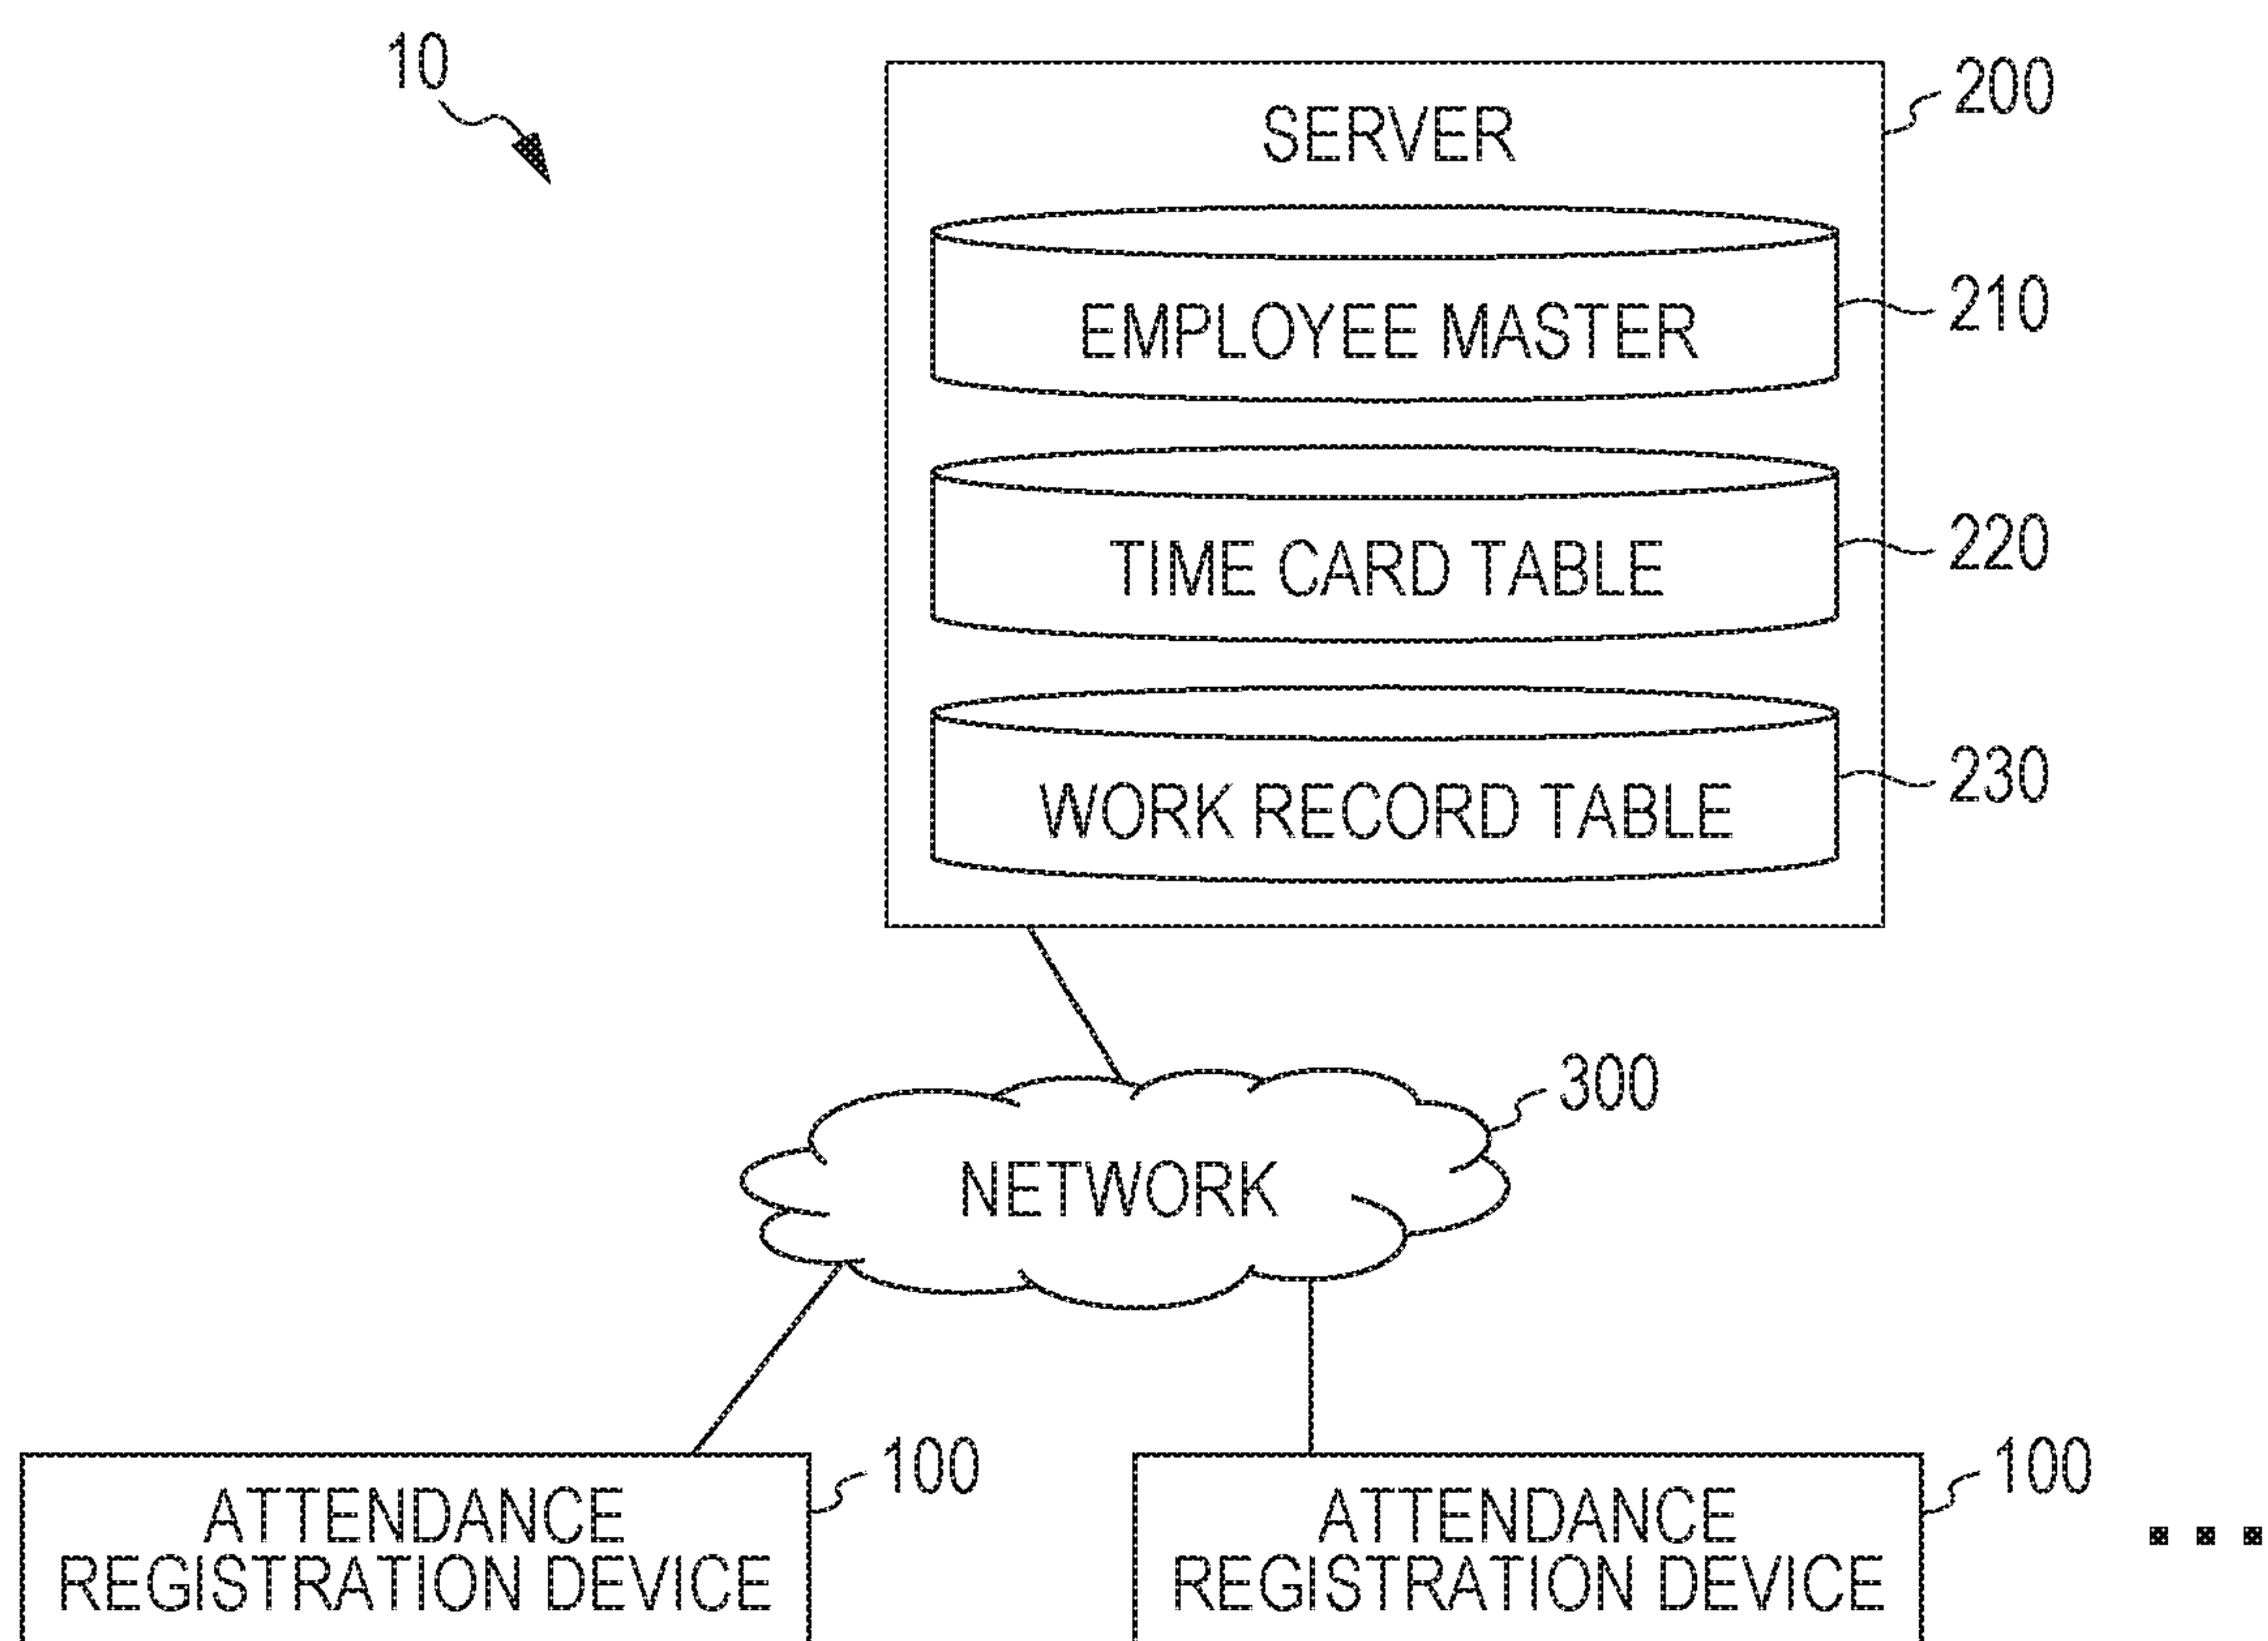 10
200
SERVER
EMPLOYEE MASTER
210
TIME CARD TABLE
220
WORK RECORD TABLE
230
300
NETWORK
100
ATTENDANCE
REGISTRATION DEVICE
100
ATTENDANCE
REGISTRATION DEVICE
...